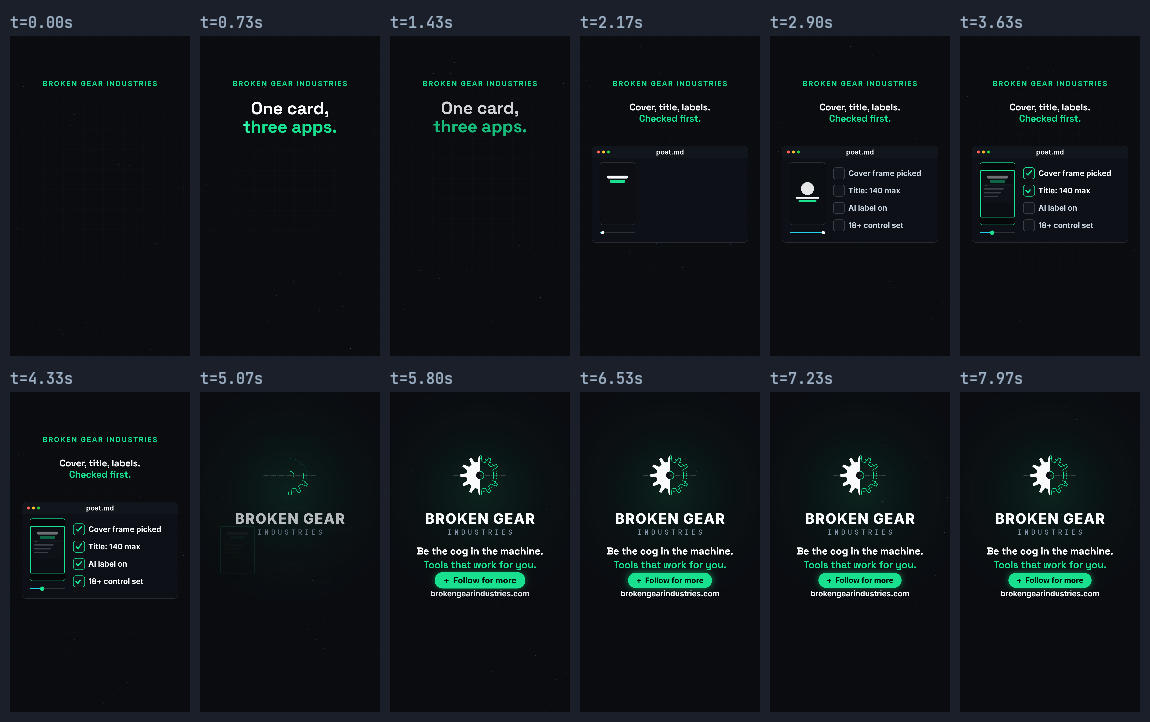 t=0.00s
BROKEN GEAR INDUSTRIES
t=0.73s
BROKEN GEAR INDUSTRIES
One card,
three apps.
t=1.43s
BROKEN GEAR INDUSTRIES
One card,
three apps.
t=2.17s
BROKEN GEAR INDUSTRIES
Cover, title, labels.
Checked first.
post.md
t=2.90s
BROKEN GEAR INDUSTRIES
Cover, title, labels.
Checked first.
post.md
Cover frame picked
Title: 140 max
AI label on
18+ control set
t=3.63s
BROKEN GEAR INDUSTRIES
Cover, title, labels.
Checked first.
post.md
Cover frame picked
Title: 140 max
AI label on
18+ control set
t=4.33s
BROKEN GEAR INDUSTRIES
Cover, title, labels.
Checked first.
post.md
Cover frame picked
Title: 140 max
AI label on
18+ control set
t=5.07s
BROKEN GEAR
INDUSTRIES
t=5.80s
BROKEN GEAR
INDUSTRIES
Be the cog in the machine.
Tools that work for you.
+ Follow for more
brokengearindustries.com
t=6.53s
BROKEN GEAR
INDUSTRIES
Be the cog in the machine.
Tools that work for you.
+ Follow for more
brokengearindustries.com
t=7.23s
BROKEN GEAR
INDUSTRIES
Be the cog in the machine.
Tools that work for you.
+ Follow for more
brokengearindustries.com
t=7.97s
BROKEN GEAR
INDUSTRIES
Be the cog in the machine.
Tools that work for you.
+ Follow for more
brokengearindustries.com